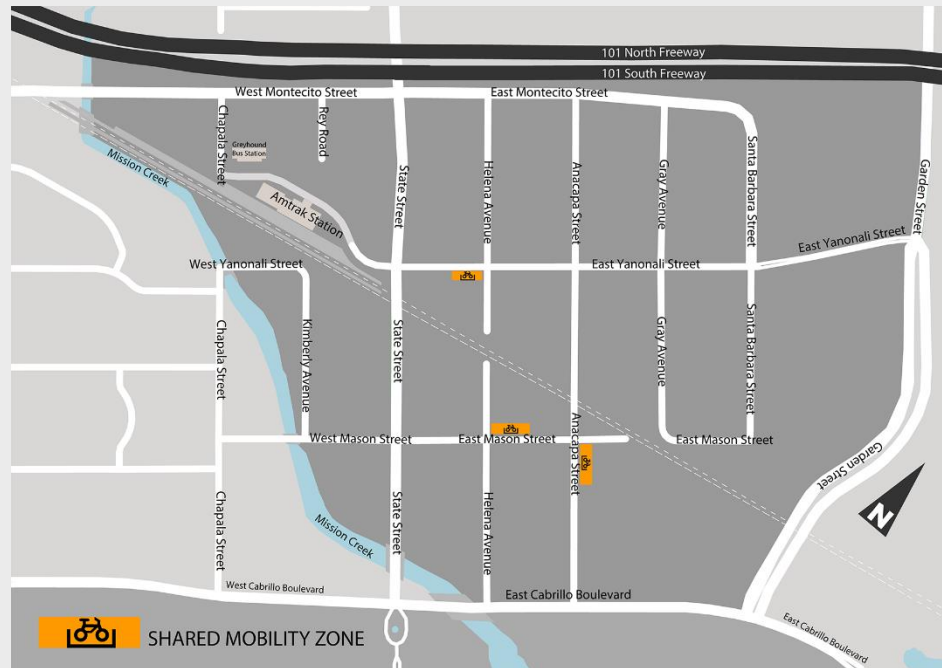 101 North Freeway
101 South Freeway
West Montecito Street
East Montecito Street
Chapala Street
Rey Road
Greyhound
Bus Station
Mission Creek
Amtrak Station
State Street
Helena Avenue
Anacapa Street
Gray Avenue
Santa Barbara Street
Garden Street
West Yanonali Street
East Yanonali Street
East Yanonali Street
Chapala Street
Kimberly Avenue
State Street
Gray Avenue
Santa Barbara Street
West Mason Street
East Mason Street
Anacapa Street
East Mason Street
Garden Street
N
Chapala Street
Mission Creek
State Street
Helena Avenue
West Cabrillo Boulevard
East Cabrillo Boulevard
East Cabrillo Boulevard
SHARED MOBILITY ZONE